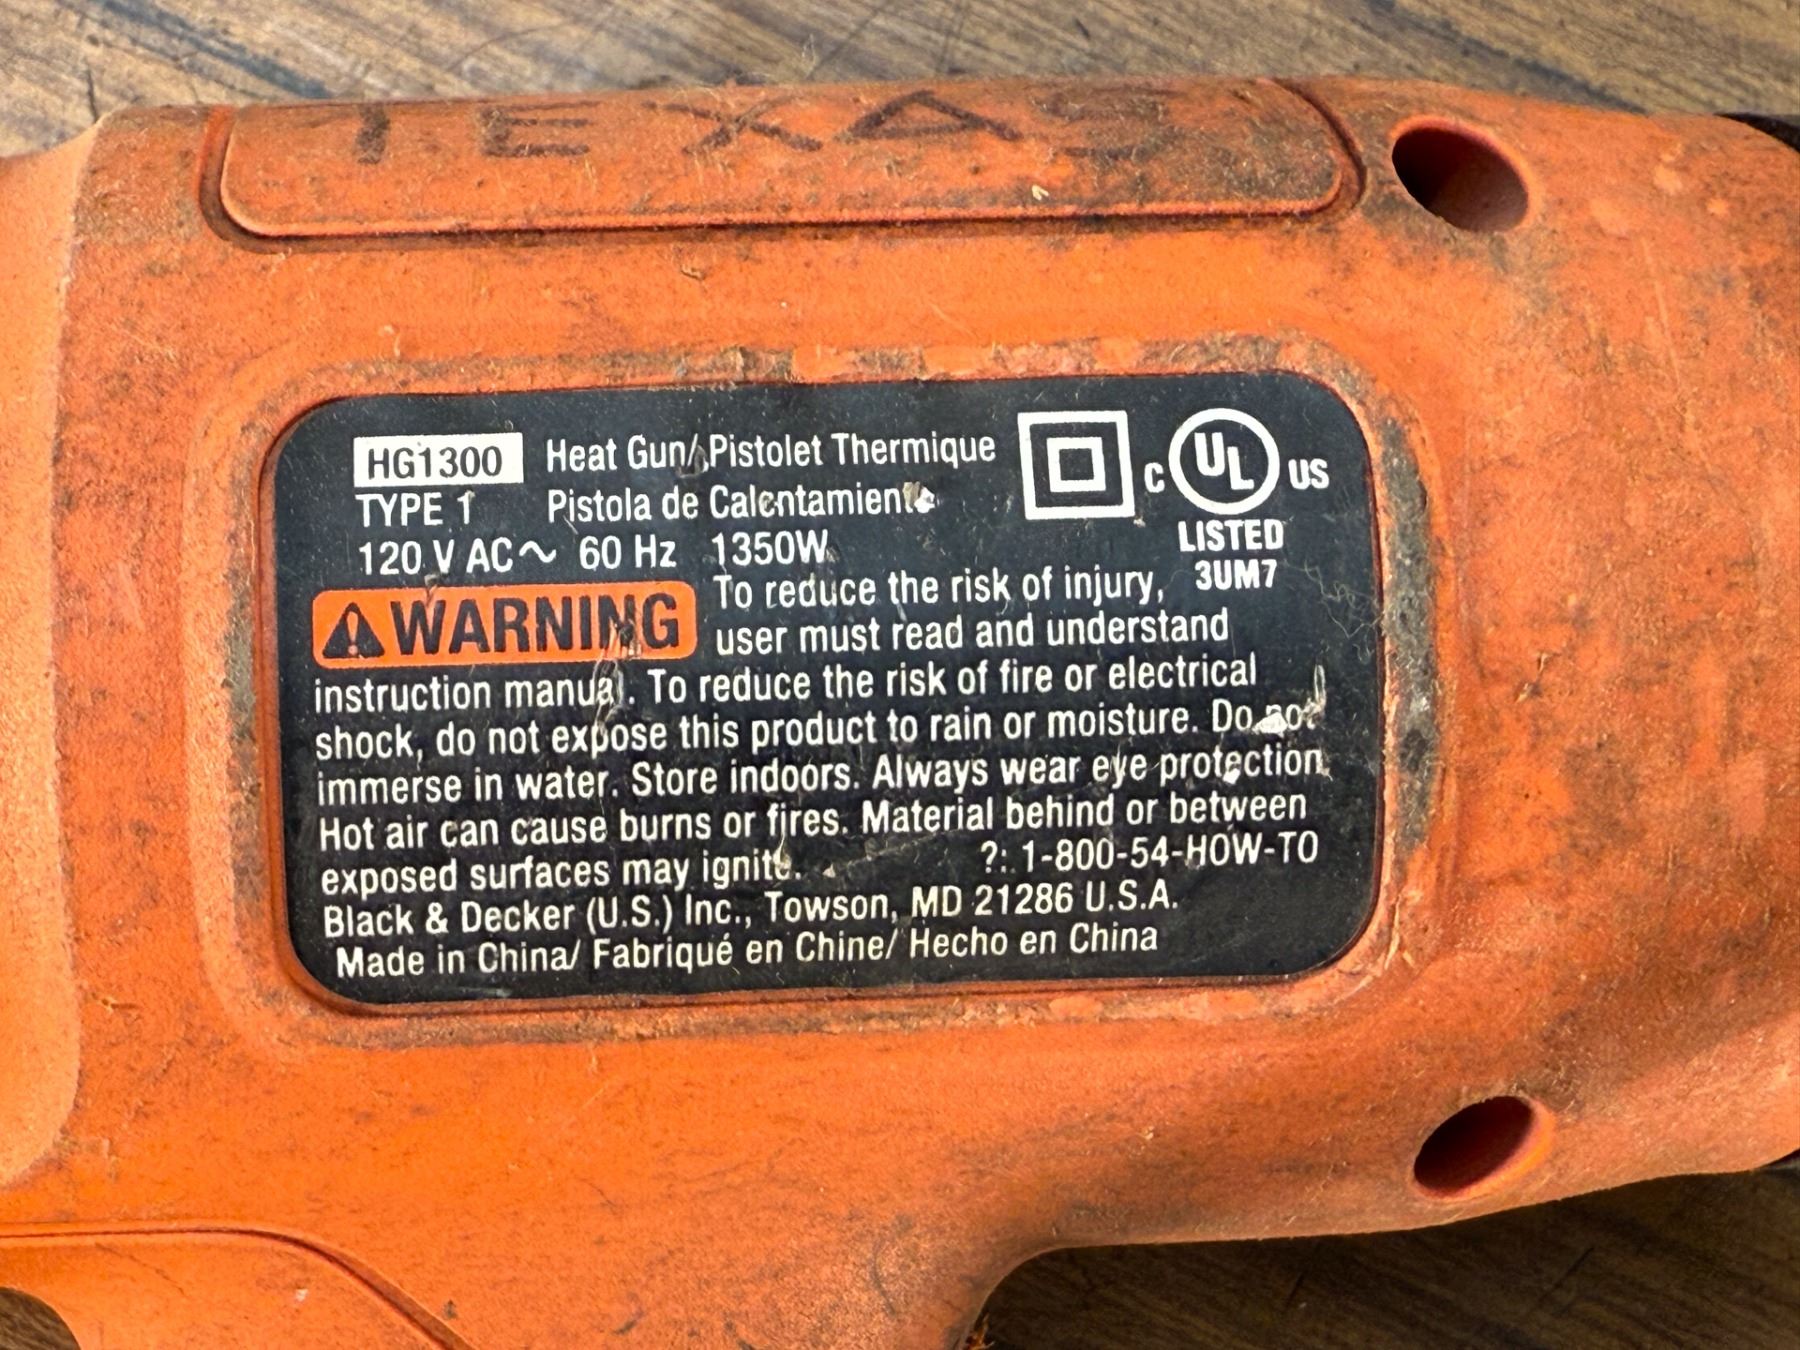 TEXAS
HG1300 Heat Gun/ Pistolet Thermique
TYPE 1 Pistola de Calentamiento
120 V AC~ 60 Hz 1350W
C UL US
LISTED
3UM7
WARNING To reduce the risk of injury,
user must read and understand
instruction manual. To reduce the risk of fire or electrical
shock, do not expose this product to rain or moisture. Do not
immerse in water. Store indoors. Always wear eye protection.
Hot air can cause burns or fires. Material behind or between
exposed surfaces may ignite. ?: 1-800-54-HOW-TO
Black & Decker (U.S.) Inc., Towson, MD 21286 U.S.A.
Made in China/ Fabriqué en Chine/ Hecho en China